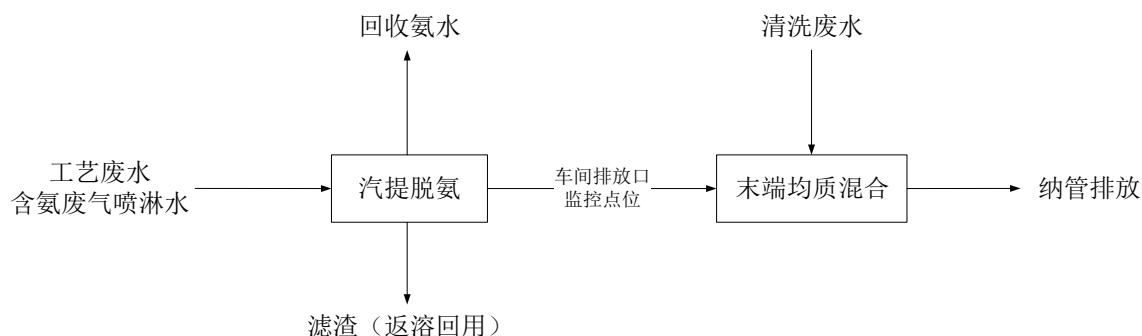 回收氨水
清洗废水
工艺废水
含氨废气喷淋水
汽提脱氨
车间排放口
监控点位
末端均质混合
纳管排放
滤渣（返溶回用）